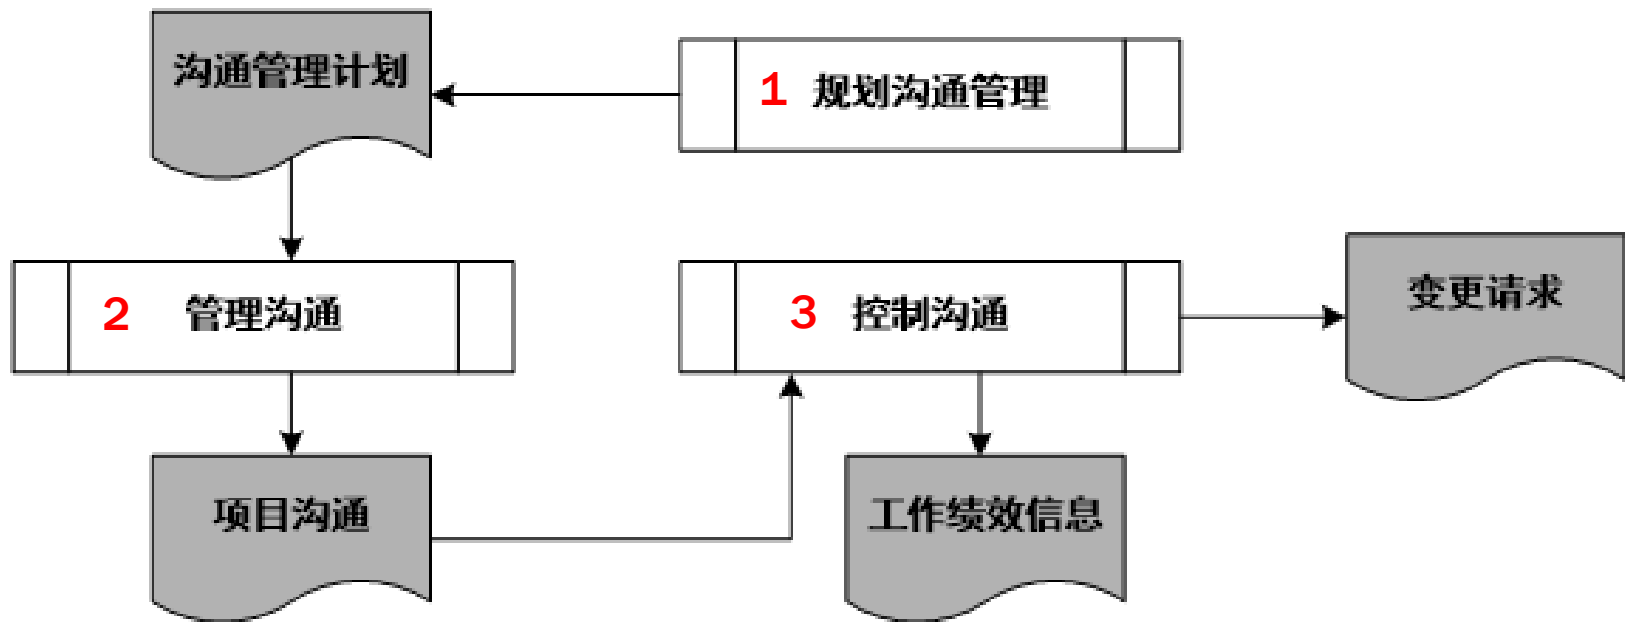 沟通管理计划
1 规划沟通管理
2 管理沟通
3 控制沟通
变更请求
项目沟通
工作绩效信息